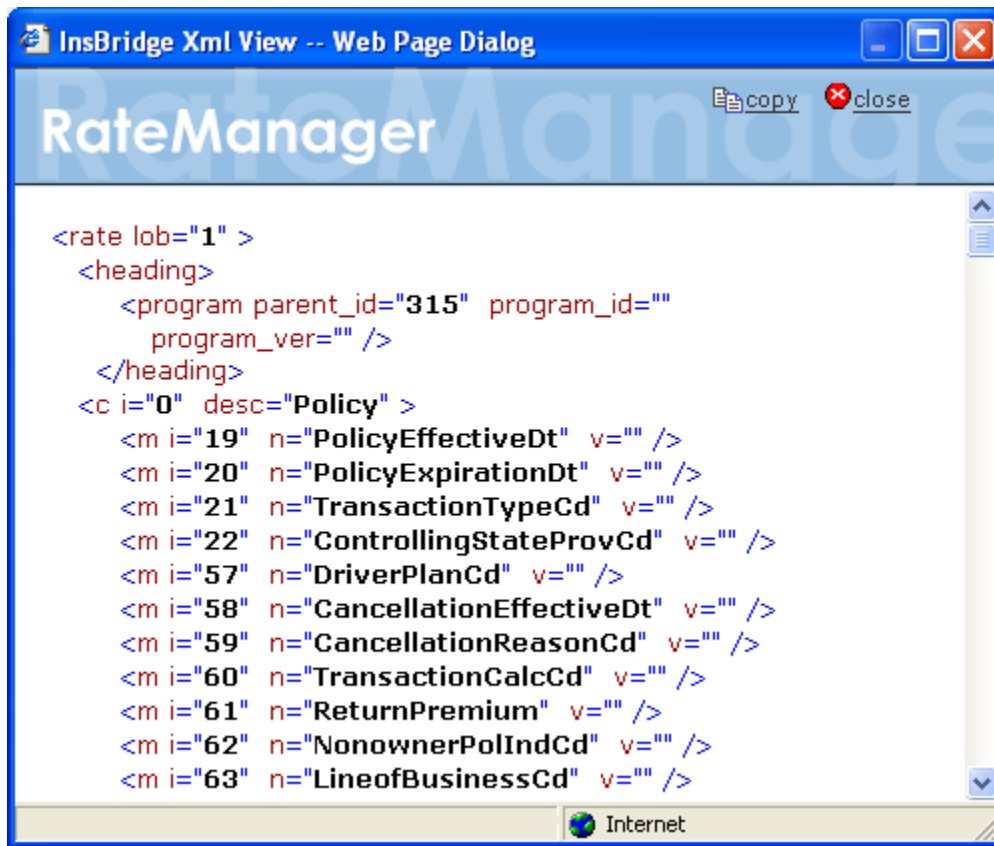 InsBridge Xml View -- Web Page Dialog
RateManage
RateManager
copy close
<rate lob="1" >
<heading>
<program parent_id="315" program_id=""
program_ver="" />
</heading>
<c i="0" desc="Policy" >
<m i="19" n="PolicyEffectiveDt" v="" />
<m i="20" n="PolicyExpirationDt" v="" />
<m i="21" n="TransactionTypeCd" v="" />
<m i="22" n="ControllingStateProvCd" v="" />
<m i="57" n="DriverPlanCd" v="" />
<m i="58" n="CancellationEffectiveDt" v="" />
<m i="59" n="CancellationReasonCd" v="" />
<m i="60" n="TransactionCalcCd" v="" />
<m i="61" n="ReturnPremium" v="" />
<m i="62" n="NonownerPolIndCd" v="" />
<m i="63" n="LineofBusinessCd" v="" />
Internet